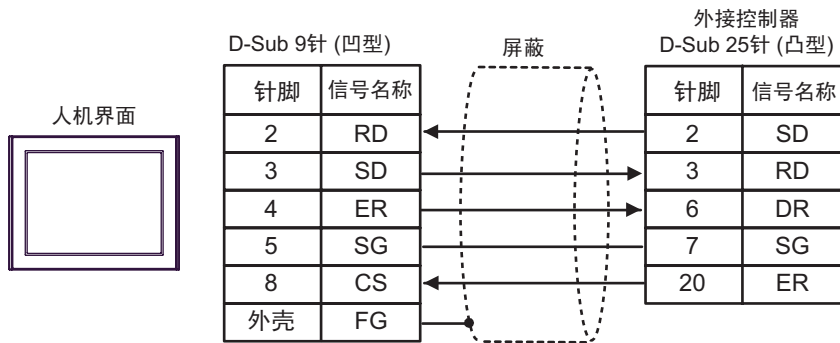 外接控制器
D-Sub 9针 (凹型)
屏蔽
D-Sub 25针 (凸型)
人机界面
针脚 信号名称 针脚 信号名称
2 RD 2 SD
3 SD 3 RD
4 ER 6 DR
5 SG 7 SG
8 CS 20 ER
外壳 FG